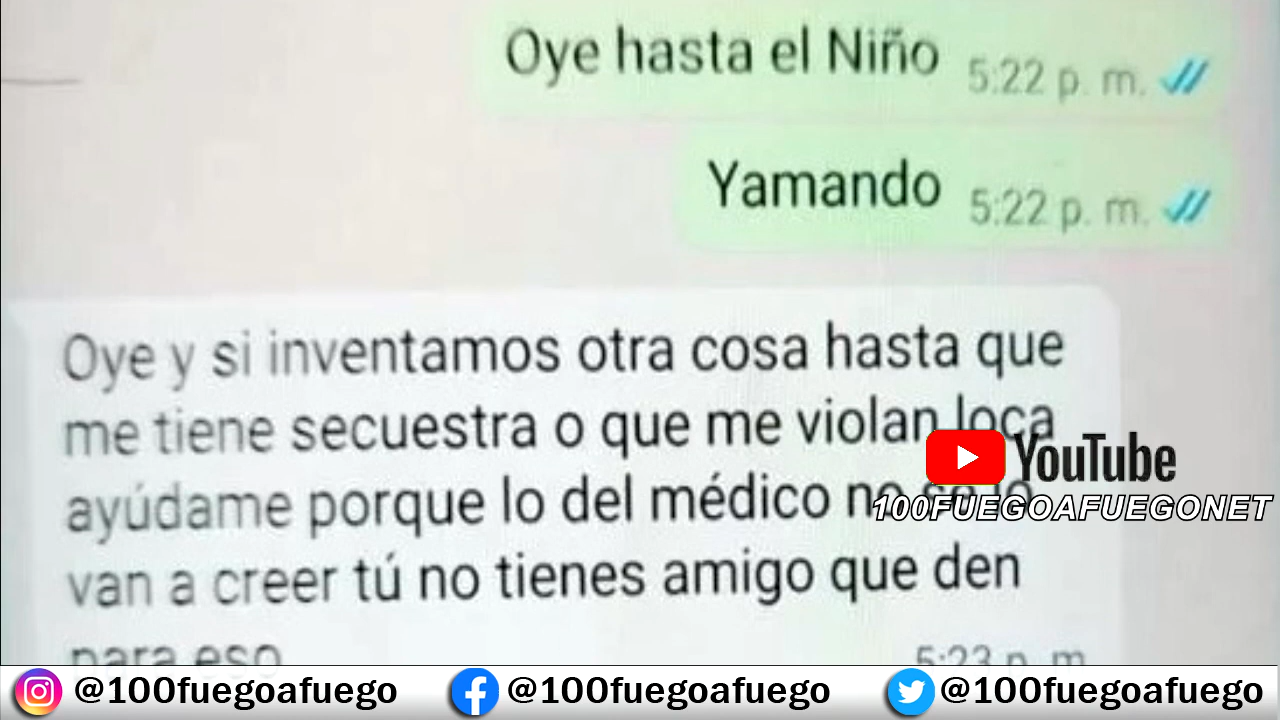 Oye hasta el Niño 5:22 p. m.
Yamando 5:22 p. m.
Oye y si inventamos otra cosa hasta que
me tiene secuestra o que me violan loca
ayúdame porque lo del médico no
van a creer tú no tienes amigo que den
para eso 5:23 p. m.
YouTube
100FUEGOAFUEGONET
@100fuegoafuego @100fuegoafuego @100fuegoafuego